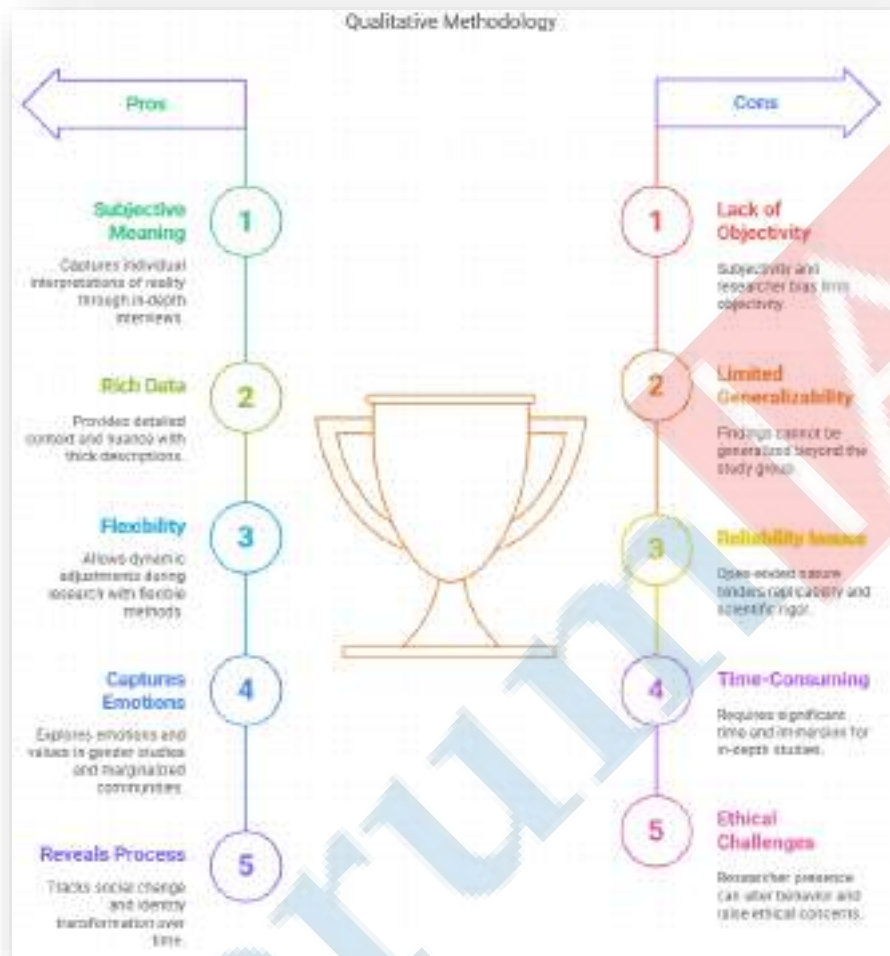 Qualitative Methodology
Pros
1
Subjective
Meaning
Captures individual
interpretations of reality
through in-depth
interviews.
2
Rich Data
Provides detailed
context and nuance with
thick descriptions.
3
Flexibility
Allows dynamic
adjustments during
research with flexible
methods.
4
Captures
Emotions
Explores emotions and
values in gender studies
and marginalized
communities.
5
Reveals Process
Tracks social change
and identity
transformation over
time.
Cons
1
Lack of
Objectivity
Subjectivity and
researcher bias limit
objectivity.
2
Limited
Generalizability
Findings cannot be
generalized beyond the
study group.
3
Reliability Issues
Open-ended nature
hinders replicability and
scientific rigor.
4
Time-Consuming
Requires significant
time and immersion for
in-depth studies.
5
Ethical
Challenges
Researcher presence
can alter behavior and
raise ethical concerns.
rumIA